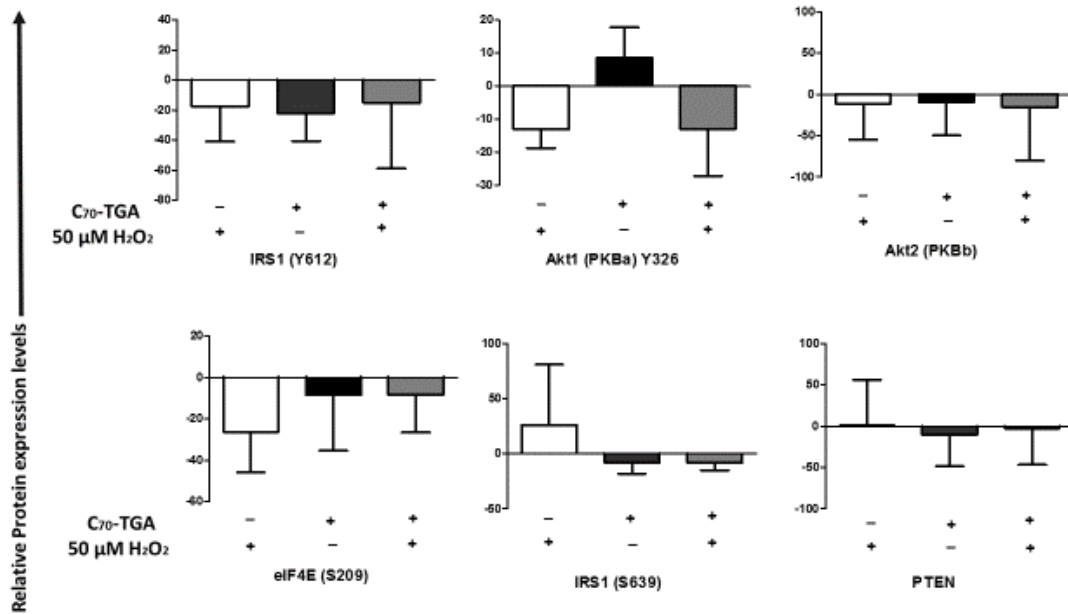 Relative Protein expression levels
40
20
0
-20
-40
-60
-80
C70-TGA – + +
50 µM H2O2 + – +
IRS1 (Y612)
20
10
0
-10
-20
-30
– + +
+ – +
Akt1 (PKBa) Y326
100
50
0
-50
-100
– + +
+ – +
Akt2 (PKBb)
20
0
-20
-40
-60
C70-TGA – + +
50 µM H2O2 + – +
eIF4E (S209)
100
50
0
-50
– + +
+ – +
IRS1 (S639)
100
50
0
-50
-100
– + +
+ – +
PTEN